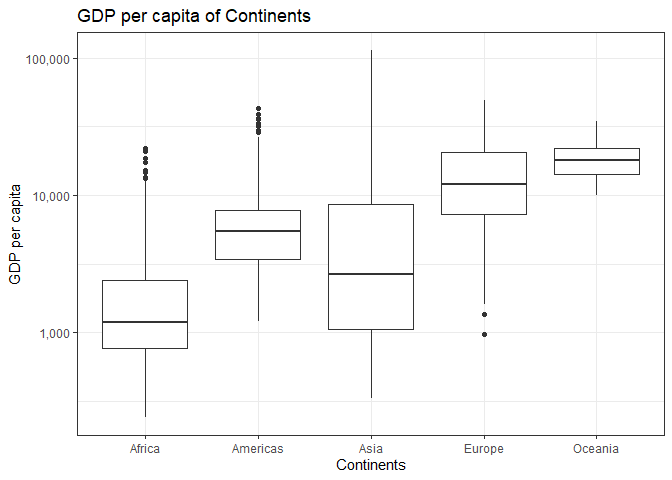 GDP per capita of Continents
GDP per capita
100,000
10,000
1,000
Africa
Americas
Asia
Europe
Oceania
Continents